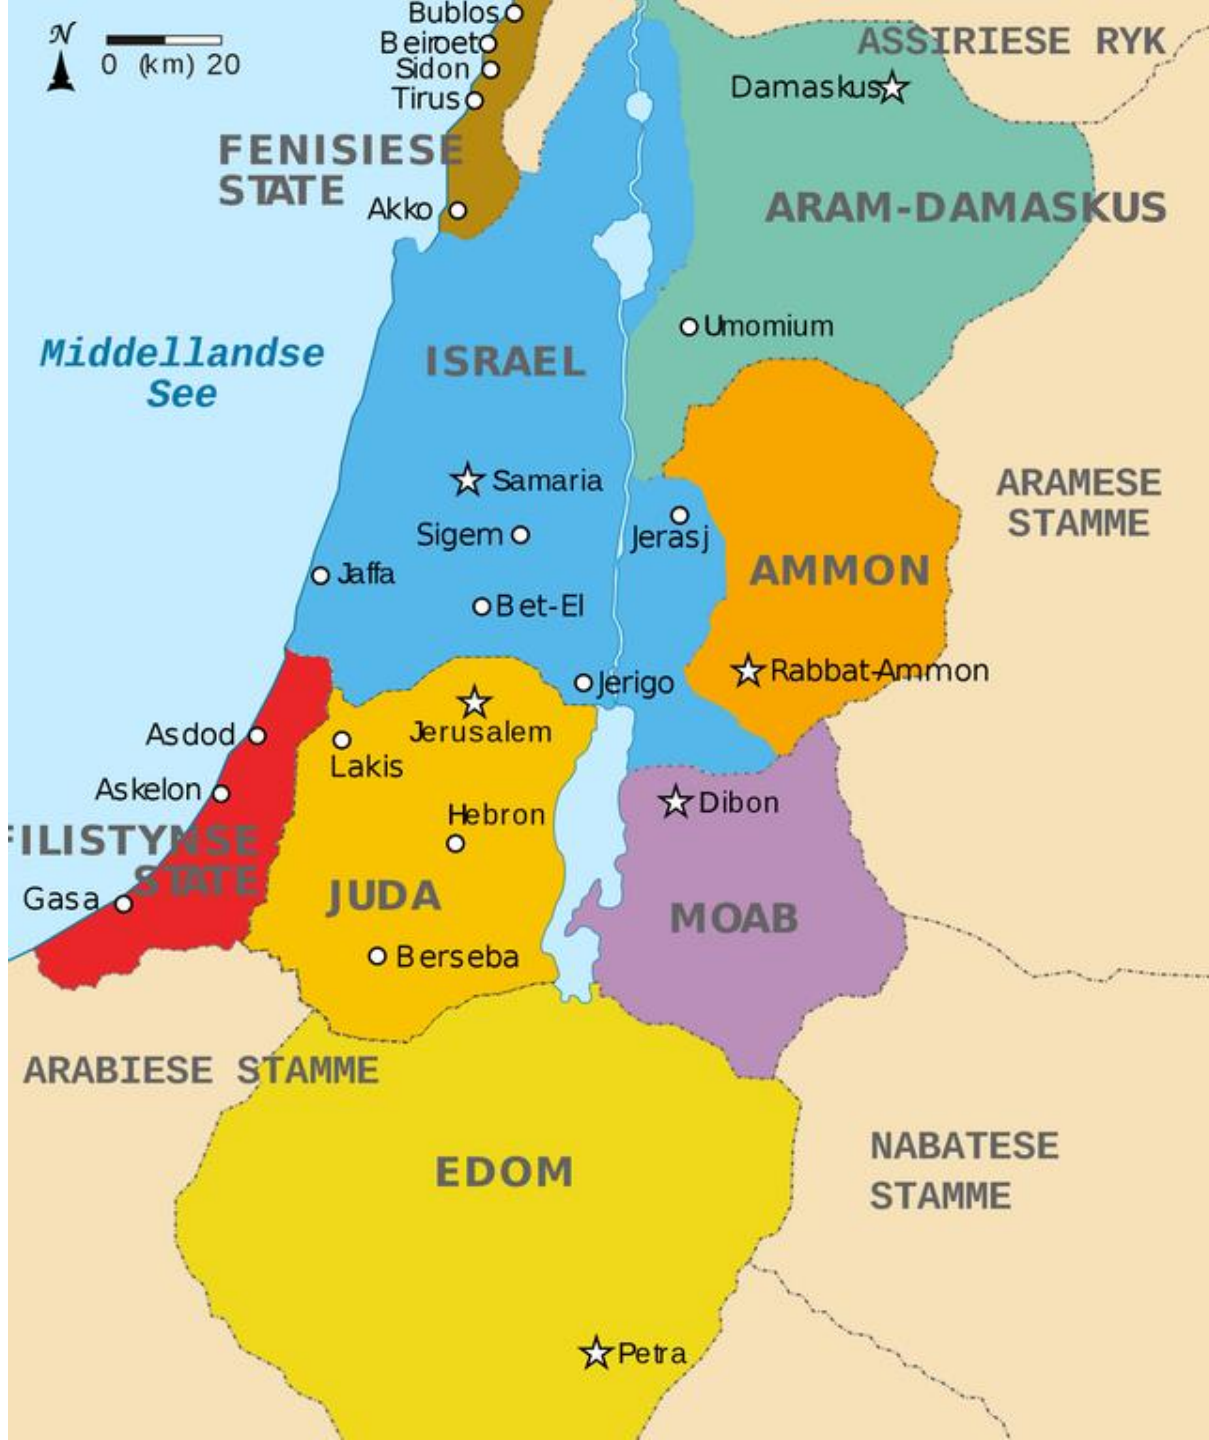 Bublos
N
Beiroet
0 (km) 20
Sidon
Tirus
ASSIRIESE RYK
Damaskus
FENISIESE
STATE
Akko
ARAM-DAMASKUS
Umomium
Middellandse
See
ISRAEL
Samaria
ARAMESE
STAMME
Sigem
Jerasj
Jaffa
AMMON
Bet-El
Rabbat-Ammon
Jerigo
Asdod
Jerusalem
Lakis
Askelon
Dibon
Hebron
FILISTYNSE
STATE
Gasa
JUDA
MOAB
Berseba
ARABIESE STAMME
NABATESE
STAMME
EDOM
Petra